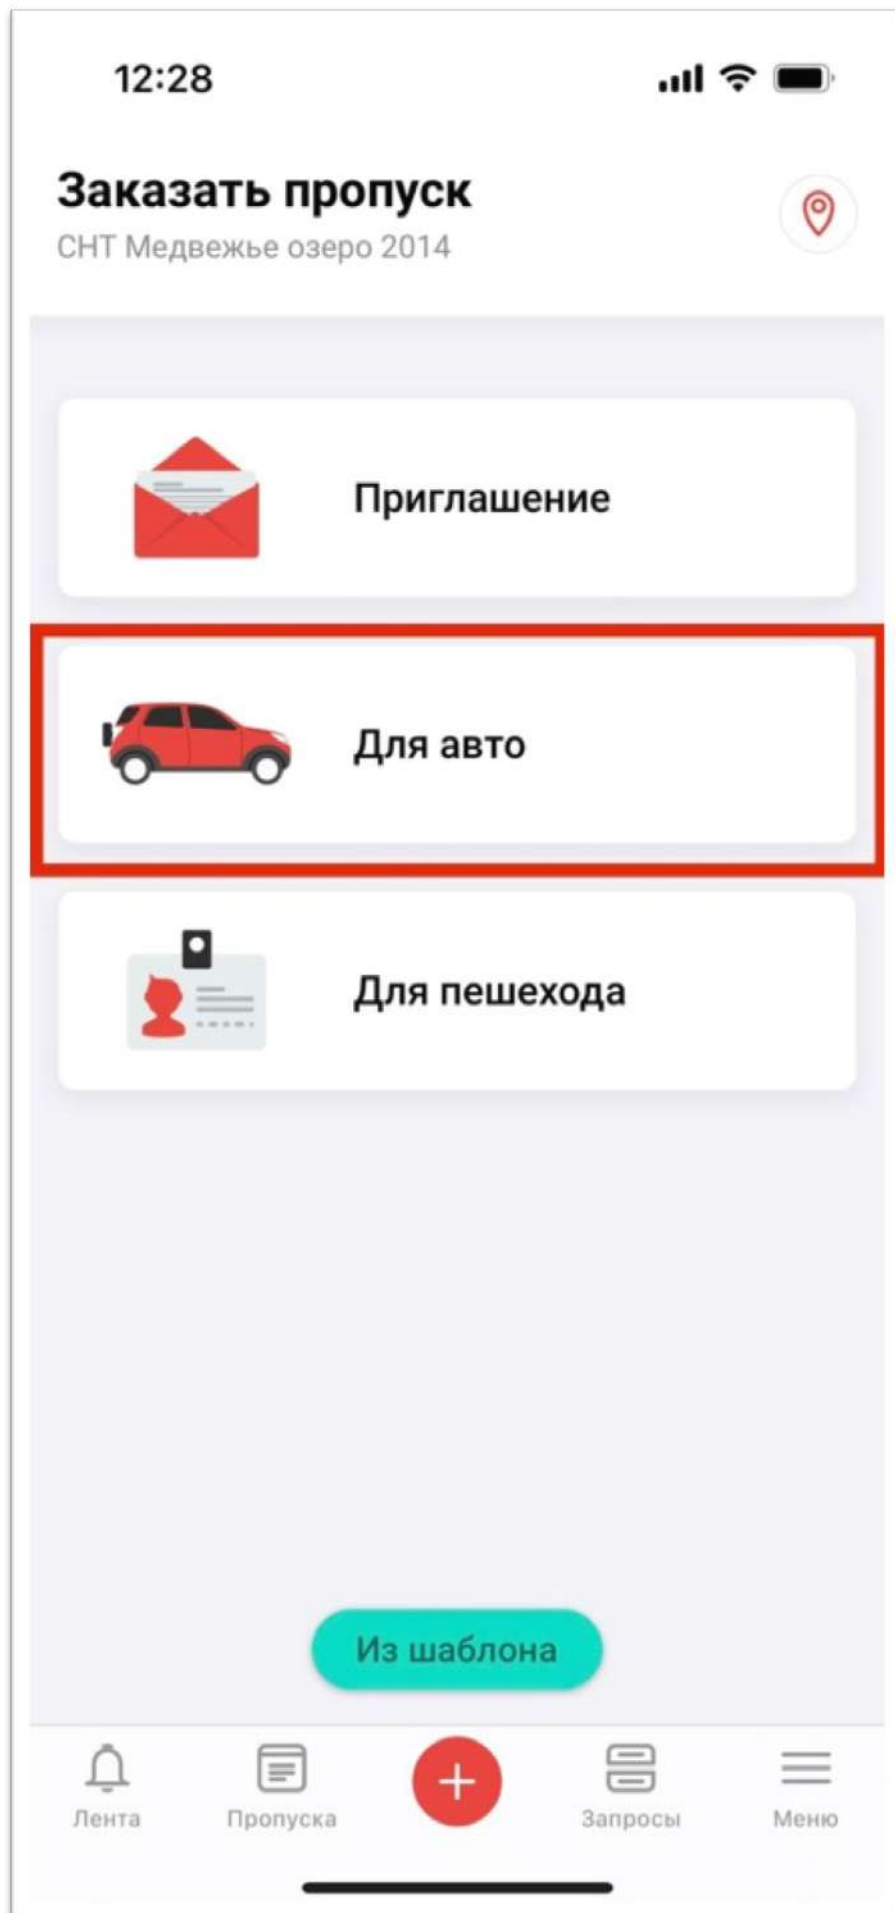 12:28
Заказать пропуск
СНТ Медвежье озеро 2014
Приглашение
Для авто
Для пешехода
Из шаблона
Лента
Пропуска
Запросы
Меню